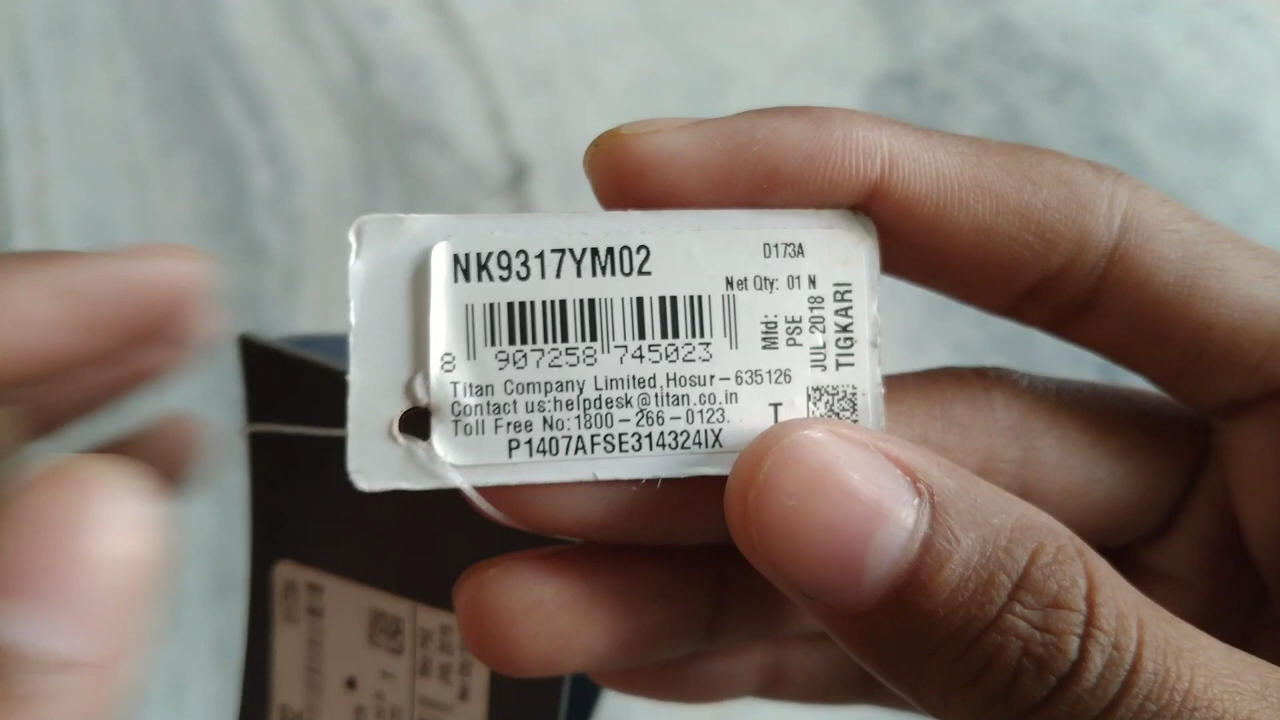 NK9317YM02
D173A
Net Qty: 01 N
8 907258 745023
Mfd:
PSE
JUL 2018
TIGKARI
Titan Company Limited,Hosur-635126
Contact us:helpdesk@titan.co.in
Toll Free No:1800-266-0123.
T
P1407AFSE314324IX